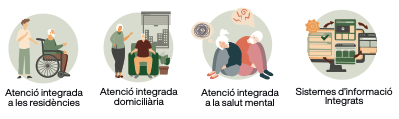 Atenció integrada
a les residències
Atenció integrada
domiciliària
Atenció integrada
a la salut mental
Sistemes d'informació
Integrats